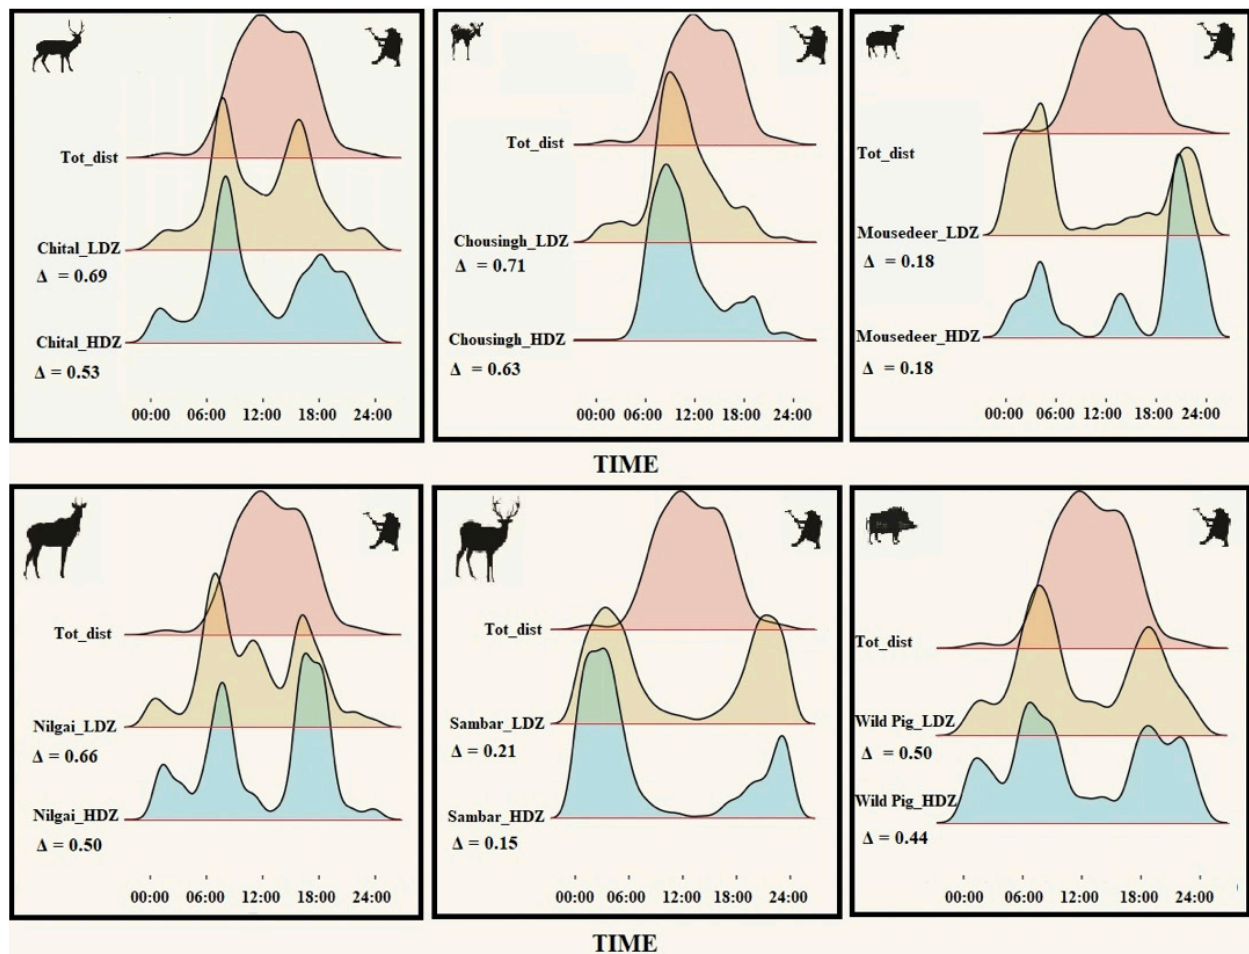 Tot_dist
Chital_LDZ
Δ = 0.69
Chital_HDZ
Δ = 0.53
00:00 06:00 12:00 18:00 24:00
Tot_dist
Chousingh_LDZ
Δ = 0.71
Chousingh_HDZ
Δ = 0.63
00:00 06:00 12:00 18:00 24:00
Tot_dist
Mousedeer_LDZ
Δ = 0.18
Mousedeer_HDZ
Δ = 0.18
00:00 06:00 12:00 18:00 24:00
TIME
Tot_dist
Nilgai_LDZ
Δ = 0.66
Nilgai_HDZ
Δ = 0.50
00:00 06:00 12:00 18:00 24:00
Tot_dist
Sambar_LDZ
Δ = 0.21
Sambar_HDZ
Δ = 0.15
00:00 06:00 12:00 18:00 24:00
Tot_dist
Wild Pig_LDZ
Δ = 0.50
Wild Pig_HDZ
Δ = 0.44
00:00 06:00 12:00 18:00 24:00
TIME